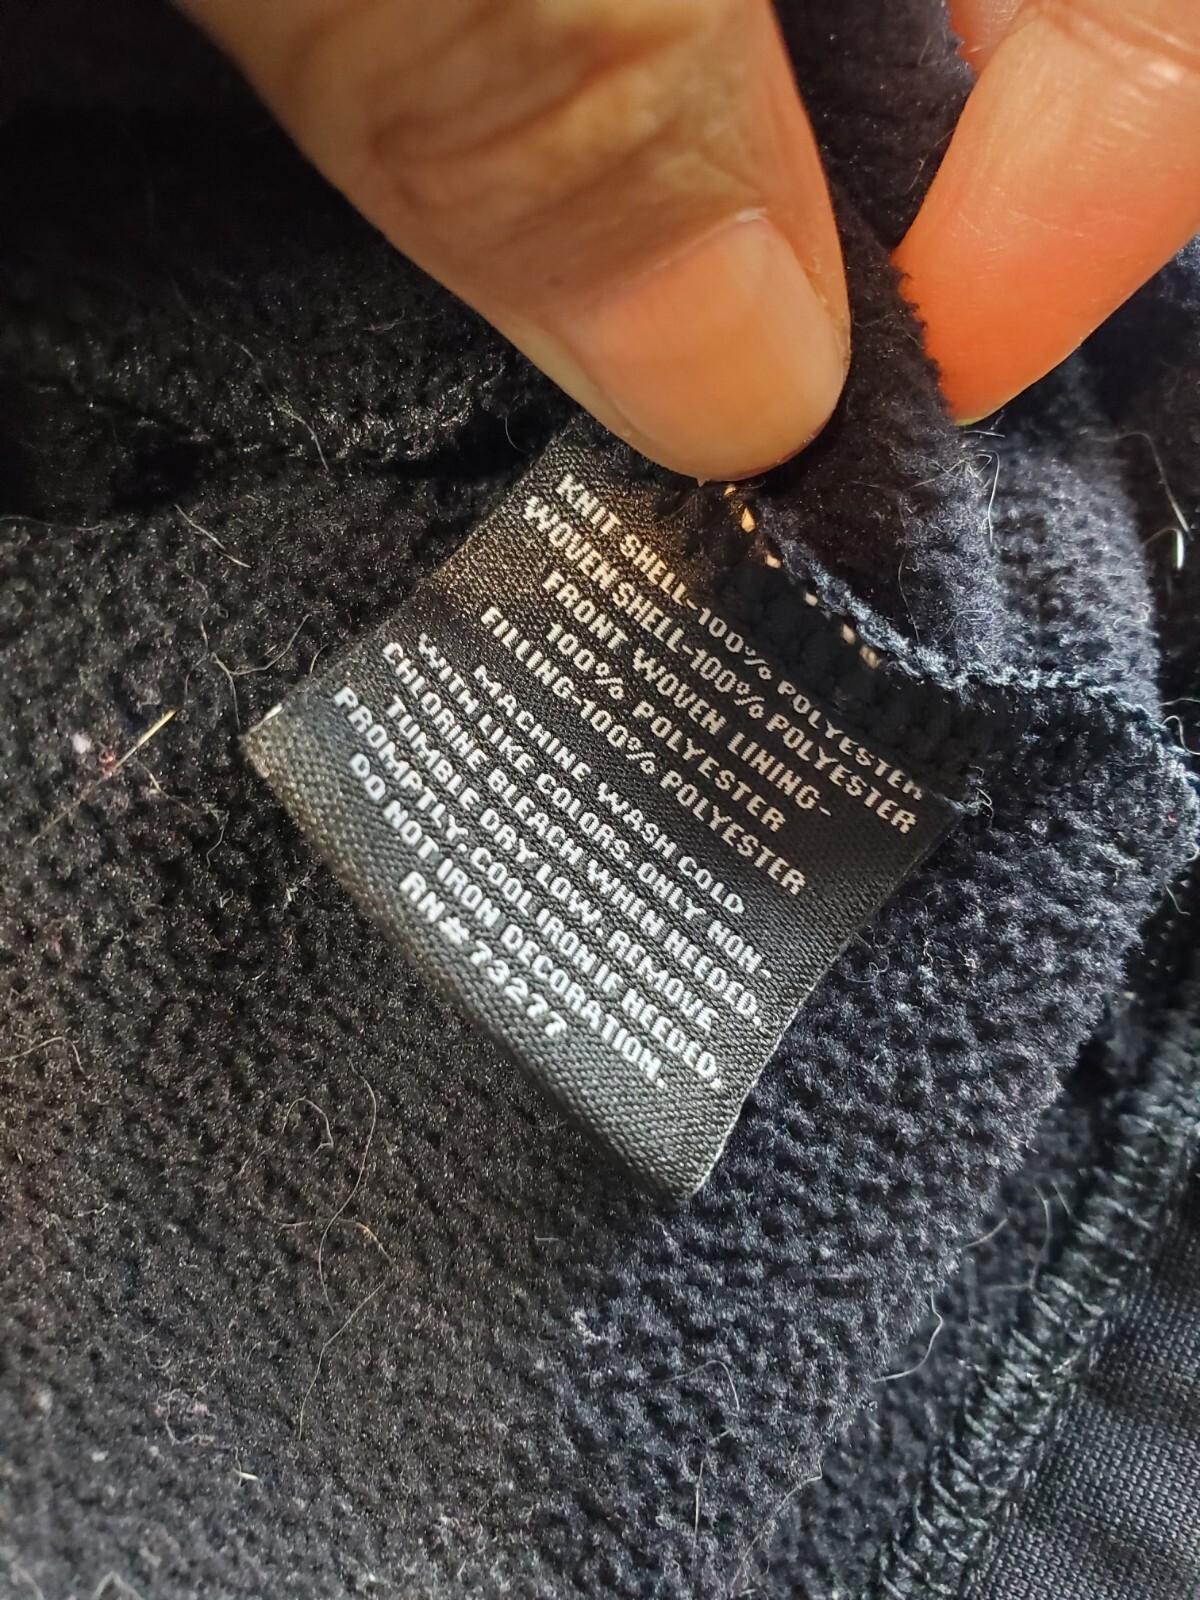 KNIT SHELL-100% POLYESTER
WOVEN SHELL-100% POLYESTER
FRONT WOVEN LINING-
100% POLYESTER
FILLING-100% POLYESTER
MACHINE WASH COLD
WITH LIKE COLORS. ONLY NON-
CHLORINE BLEACH WHEN NEEDED.
TUMBLE DRY LOW. REMOVE
PROMPTLY. COOL IRON IF NEEDED,
DO NOT IRON DECORATION.
RN#73277